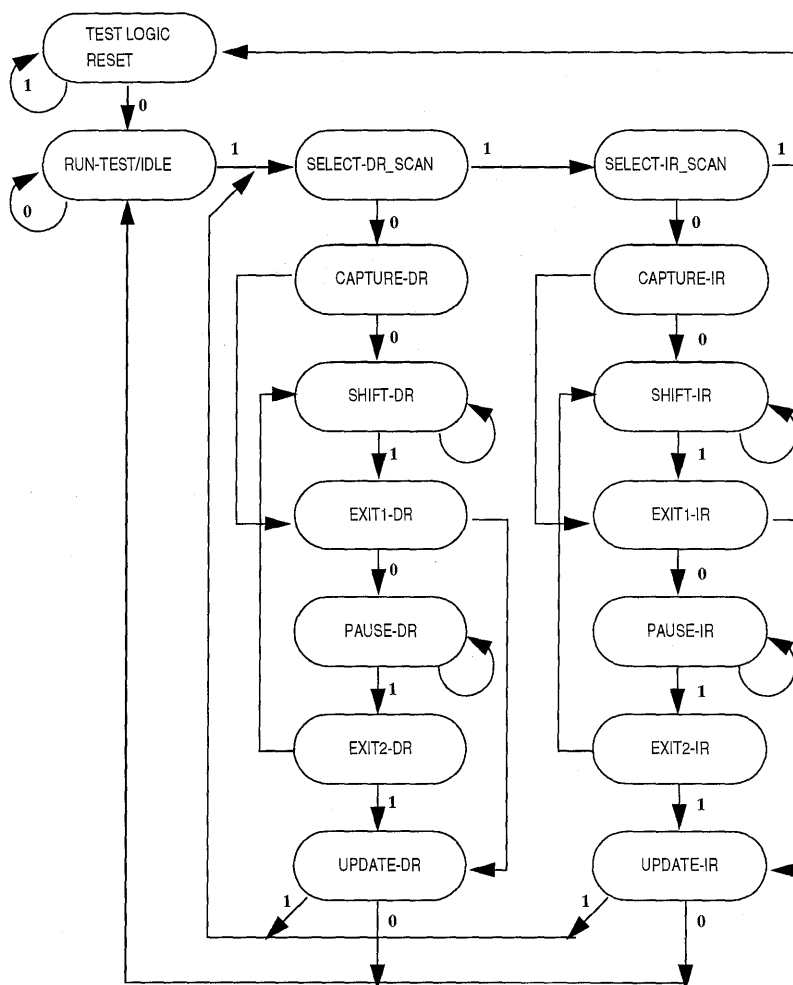 TEST LOGIC
RESET
1
0
RUN-TEST/IDLE
1
SELECT-DR_SCAN
1
SELECT-IR_SCAN
1
0
0
0
CAPTURE-DR
CAPTURE-IR
0
0
SHIFT-DR
SHIFT-IR
1
1
EXIT1-DR
EXIT1-IR
0
0
PAUSE-DR
PAUSE-IR
1
1
EXIT2-DR
EXIT2-IR
1
1
UPDATE-DR
UPDATE-IR
1
0
1
0